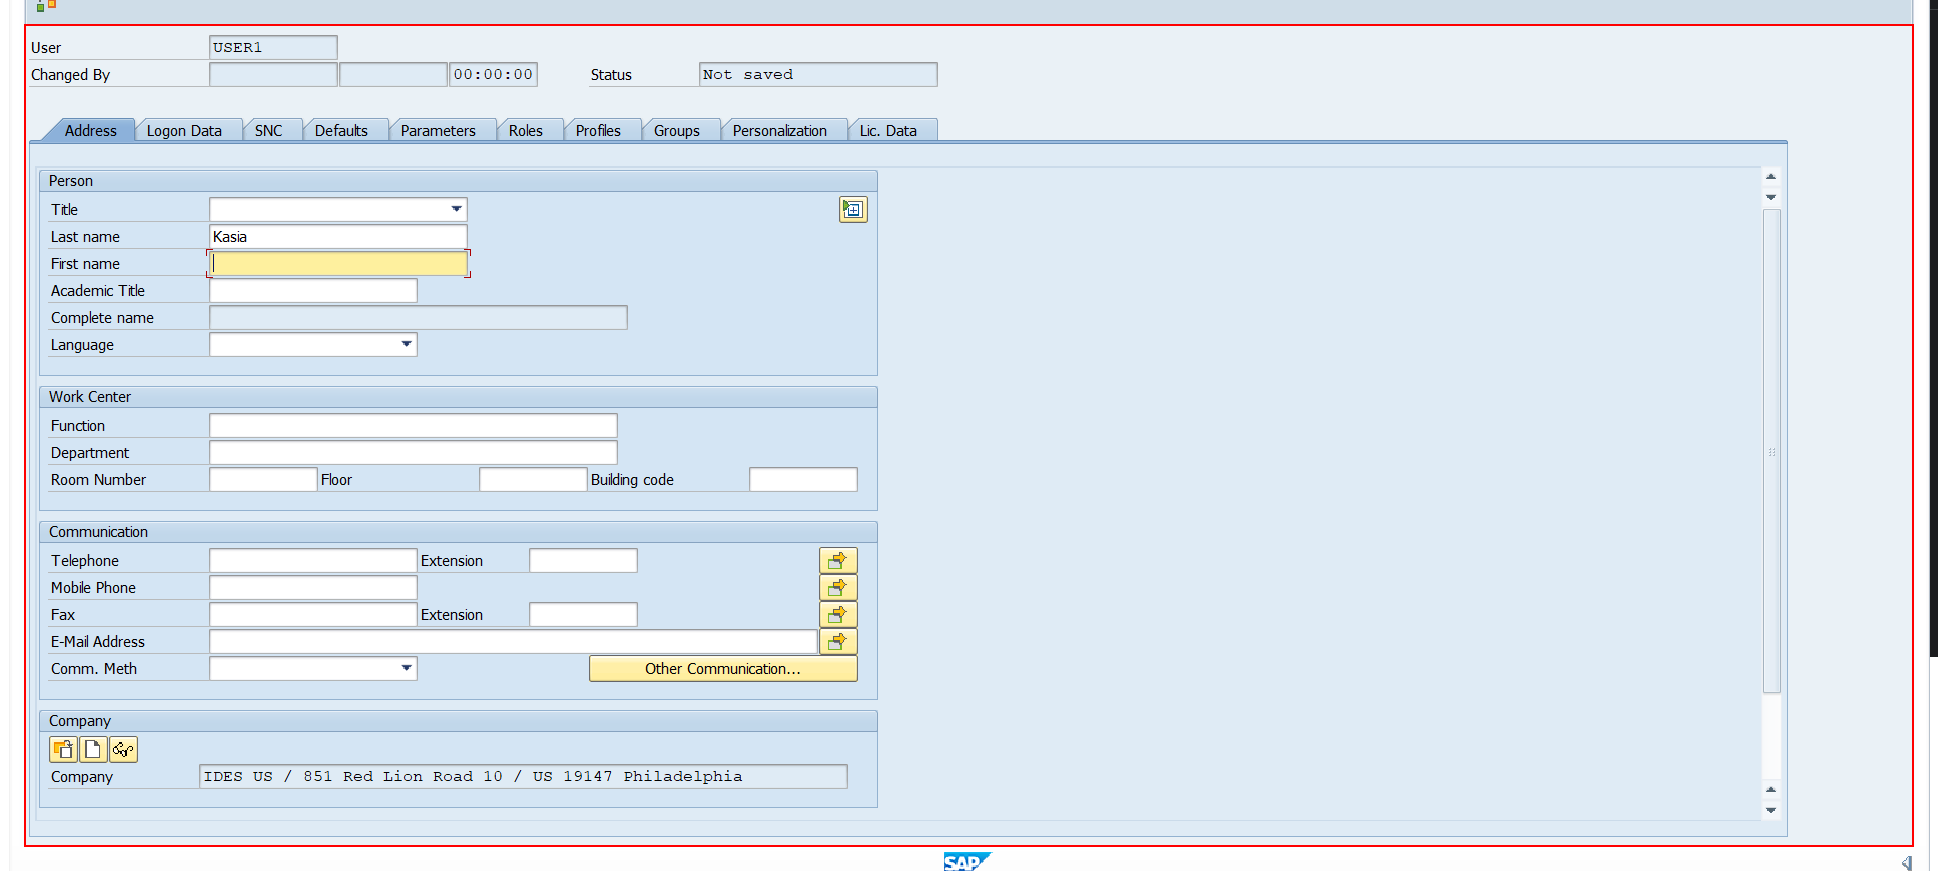 User USER1
Changed By 00:00:00 Status Not saved
Address Logon Data SNC Defaults Parameters Roles Profiles Groups Personalization Lic. Data
Person
Title
Last name Kasia
First name
Academic Title
Complete name
Language
Work Center
Function
Department
Room Number Floor Building code
Communication
Telephone Extension
Mobile Phone
Fax Extension
E-Mail Address
Comm. Meth Other Communication...
Company
Company IDES US / 851 Red Lion Road 10 / US 19147 Philadelphia
SAP